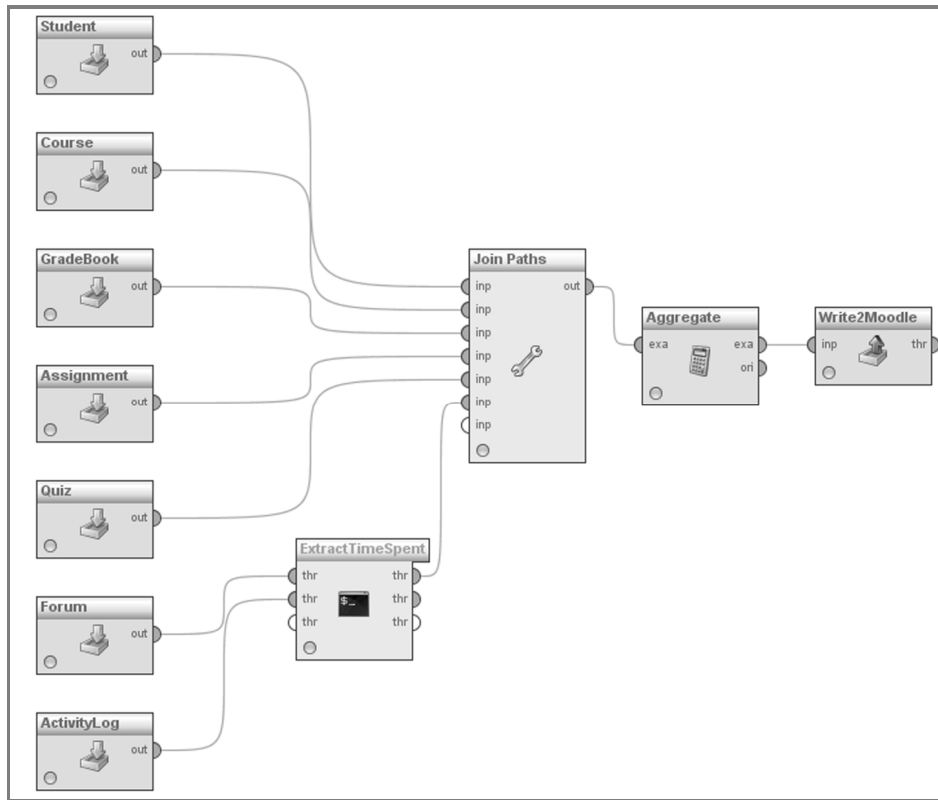 Student
out
Course
out
GradeBook
out
Assignment
out
Quiz
out
Forum
out
ActivityLog
out
ExtractTimeSpent
thr thr
thr thr
thr thr
$_
Join Paths
inp out
inp
inp
inp
inp
inp
inp
Aggregate
exa exa
ori
Write2Moodle
inp thr